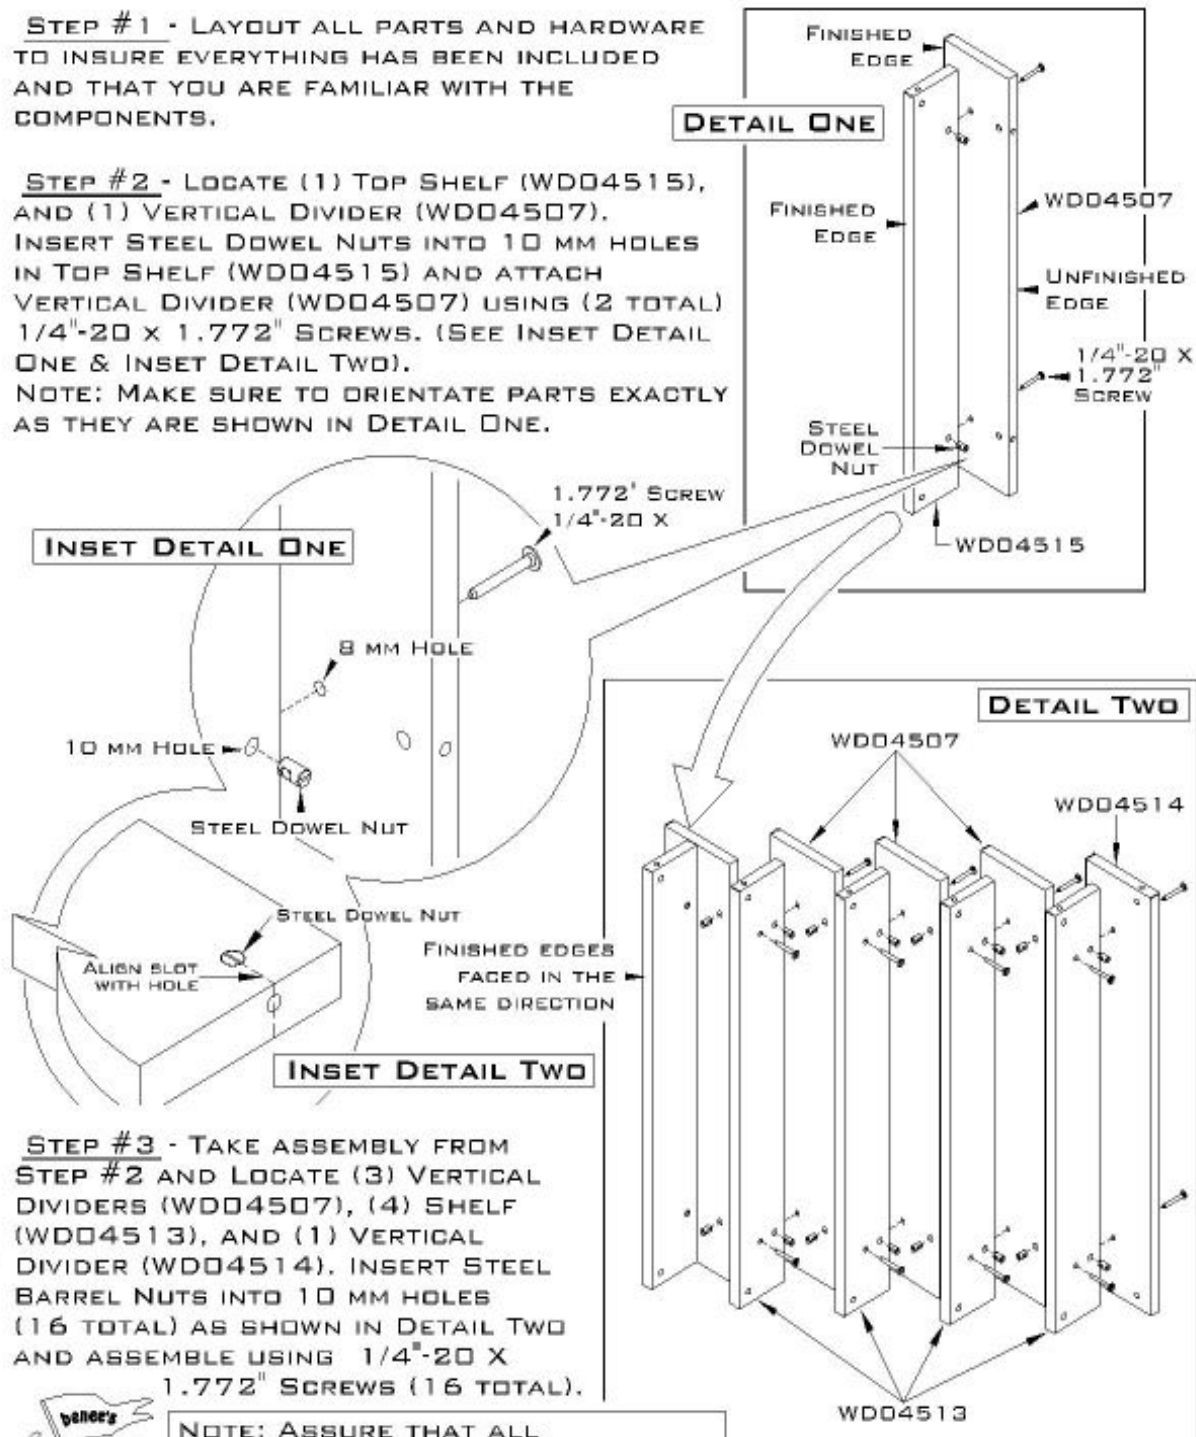 STEP #1 - LAYOUT ALL PARTS AND HARDWARE
TO INSURE EVERYTHING HAS BEEN INCLUDED
AND THAT YOU ARE FAMILIAR WITH THE
COMPONENTS.
STEP #2 - LOCATE (1) TOP SHELF (WD04515),
AND (1) VERTICAL DIVIDER (WD04507).
INSERT STEEL DOWEL NUTS INTO 10 MM HOLES
IN TOP SHELF (WD04515) AND ATTACH
VERTICAL DIVIDER (WD04507) USING (2 TOTAL)
1/4"-20 X 1.772" SCREWS. (SEE INSET DETAIL
ONE & INSET DETAIL TWO).
NOTE: MAKE SURE TO ORIENTATE PARTS EXACTLY
AS THEY ARE SHOWN IN DETAIL ONE.
DETAIL ONE
FINISHED
EDGE
FINISHED
EDGE
WD04507
UNFINISHED
EDGE
1/4"-20 X
1.772"
SCREW
STEEL
DOWEL
NUT
WD04515
INSET DETAIL ONE
1.772' SCREW
1/4"-20 X
8 MM HOLE
10 MM HOLE
STEEL DOWEL NUT
STEEL DOWEL NUT
ALIGN SLOT
WITH HOLE
INSET DETAIL TWO
DETAIL TWO
WD04507
WD04514
FINISHED EDGES
FACED IN THE
SAME DIRECTION
WD04513
STEP #3 - TAKE ASSEMBLY FROM
STEP #2 AND LOCATE (3) VERTICAL
DIVIDERS (WD04507), (4) SHELF
(WD04513), AND (1) VERTICAL
DIVIDER (WD04514). INSERT STEEL
BARREL NUTS INTO 10 MM HOLES
(16 TOTAL) AS SHOWN IN DETAIL TWO
AND ASSEMBLE USING 1/4"-20 X
1.772" SCREWS (16 TOTAL).
benee's
NOTE: ASSURE THAT ALL